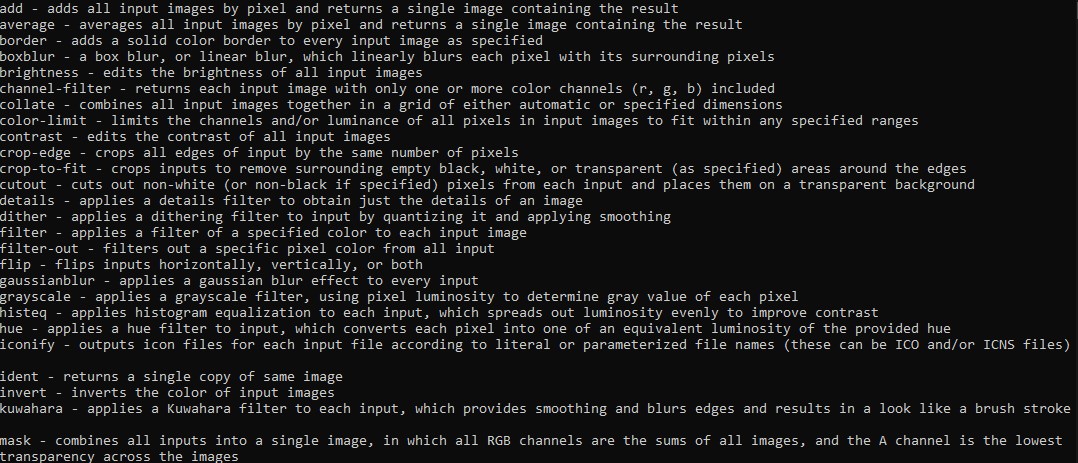 add - adds all input images by pixel and returns a single image containing the result
average - averages all input images by pixel and returns a single image containing the result
border - adds a solid color border to every input image as specified
boxblur - a box blur, or linear blur, which linearly blurs each pixel with its surrounding pixels
brightness - edits the brightness of all input images
channel-filter - returns each input image with only one or more color channels (r, g, b) included
collate - combines all input images together in a grid of either automatic or specified dimensions
color-limit - limits the channels and/or luminance of all pixels in input images to fit within any specified ranges
contrast - edits the contrast of all input images
crop-edge - crops all edges of input by the same number of pixels
crop-to-fit - crops inputs to remove surrounding empty black, white, or transparent (as specified) areas around the edges
cutout - cuts out non-white (or non-black if specified) pixels from each input and places them on a transparent background
details - applies a details filter to obtain just the details of an image
dither - applies a dithering filter to input by quantizing it and applying smoothing
filter - applies a filter of a specified color to each input image
filter-out - filters out a specific pixel color from all input
flip - flips inputs horizontally, vertically, or both
gaussianblur - applies a gaussian blur effect to every input
grayscale - applies a grayscale filter, using pixel luminosity to determine gray value of each pixel
histeq - applies histogram equalization to each input, which spreads out luminosity evenly to improve contrast
hue - applies a hue filter to input, which converts each pixel into one of an equivalent luminosity of the provided hue
iconify - outputs icon files for each input file according to literal or parameterized file names (these can be ICO and/or ICNS files)
ident - returns a single copy of same image
invert - inverts the color of input images
kuwahara - applies a Kuwahara filter to each input, which provides smoothing and blurs edges and results in a look like a brush stroke
mask - combines all inputs into a single image, in which all RGB channels are the sums of all images, and the A channel is the lowest
transparency across the images